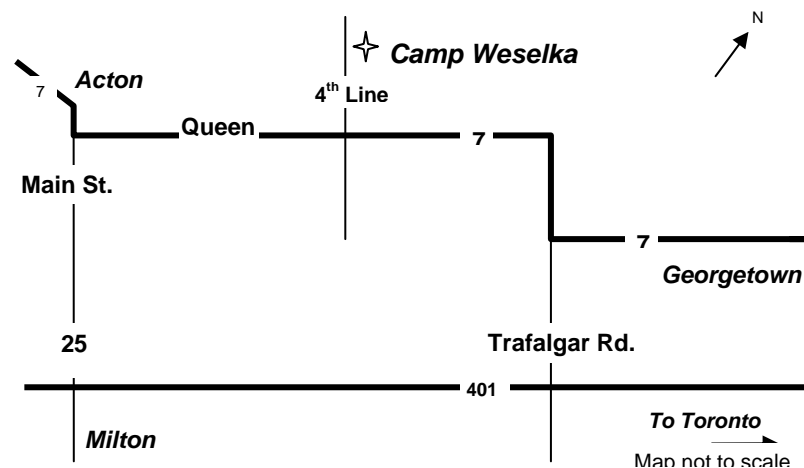 N
Camp Weselka
Acton
7
4th Line
Queen
7
Main St.
7
Georgetown
25
Trafalgar Rd.
401
To Toronto
Milton
Map not to scale